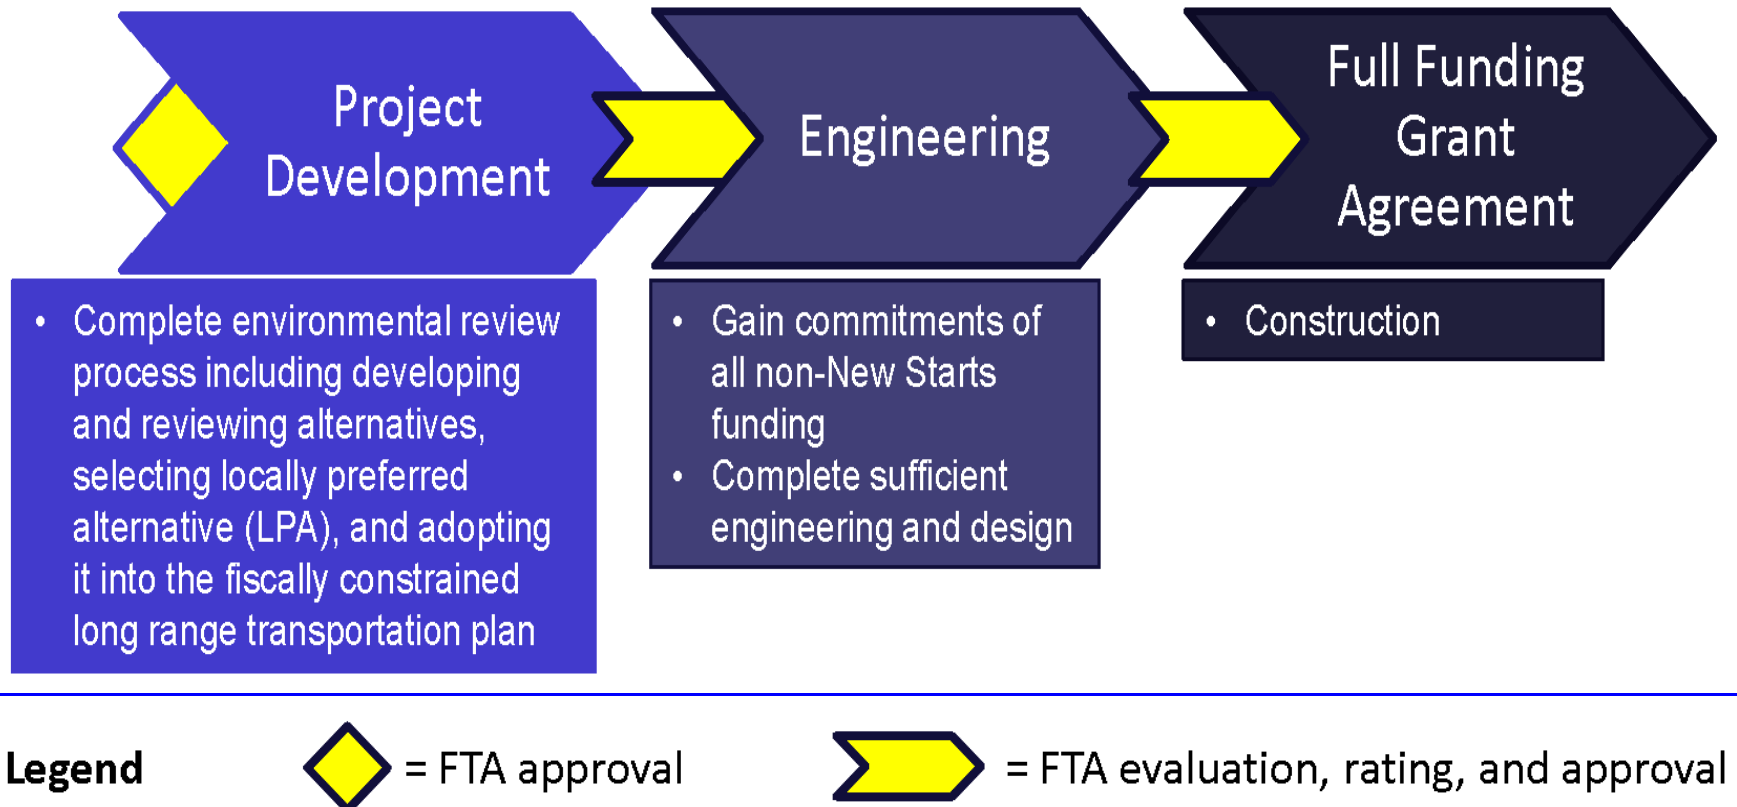 Project
Development
Engineering
Full Funding
Grant
Agreement
• Complete environmental review
process including developing
and reviewing alternatives,
selecting locally preferred
alternative (LPA), and adopting
it into the fiscally constrained
long range transportation plan
• Gain commitments of
all non-New Starts
funding
• Complete sufficient
engineering and design
• Construction
Legend
= FTA approval
= FTA evaluation, rating, and approval